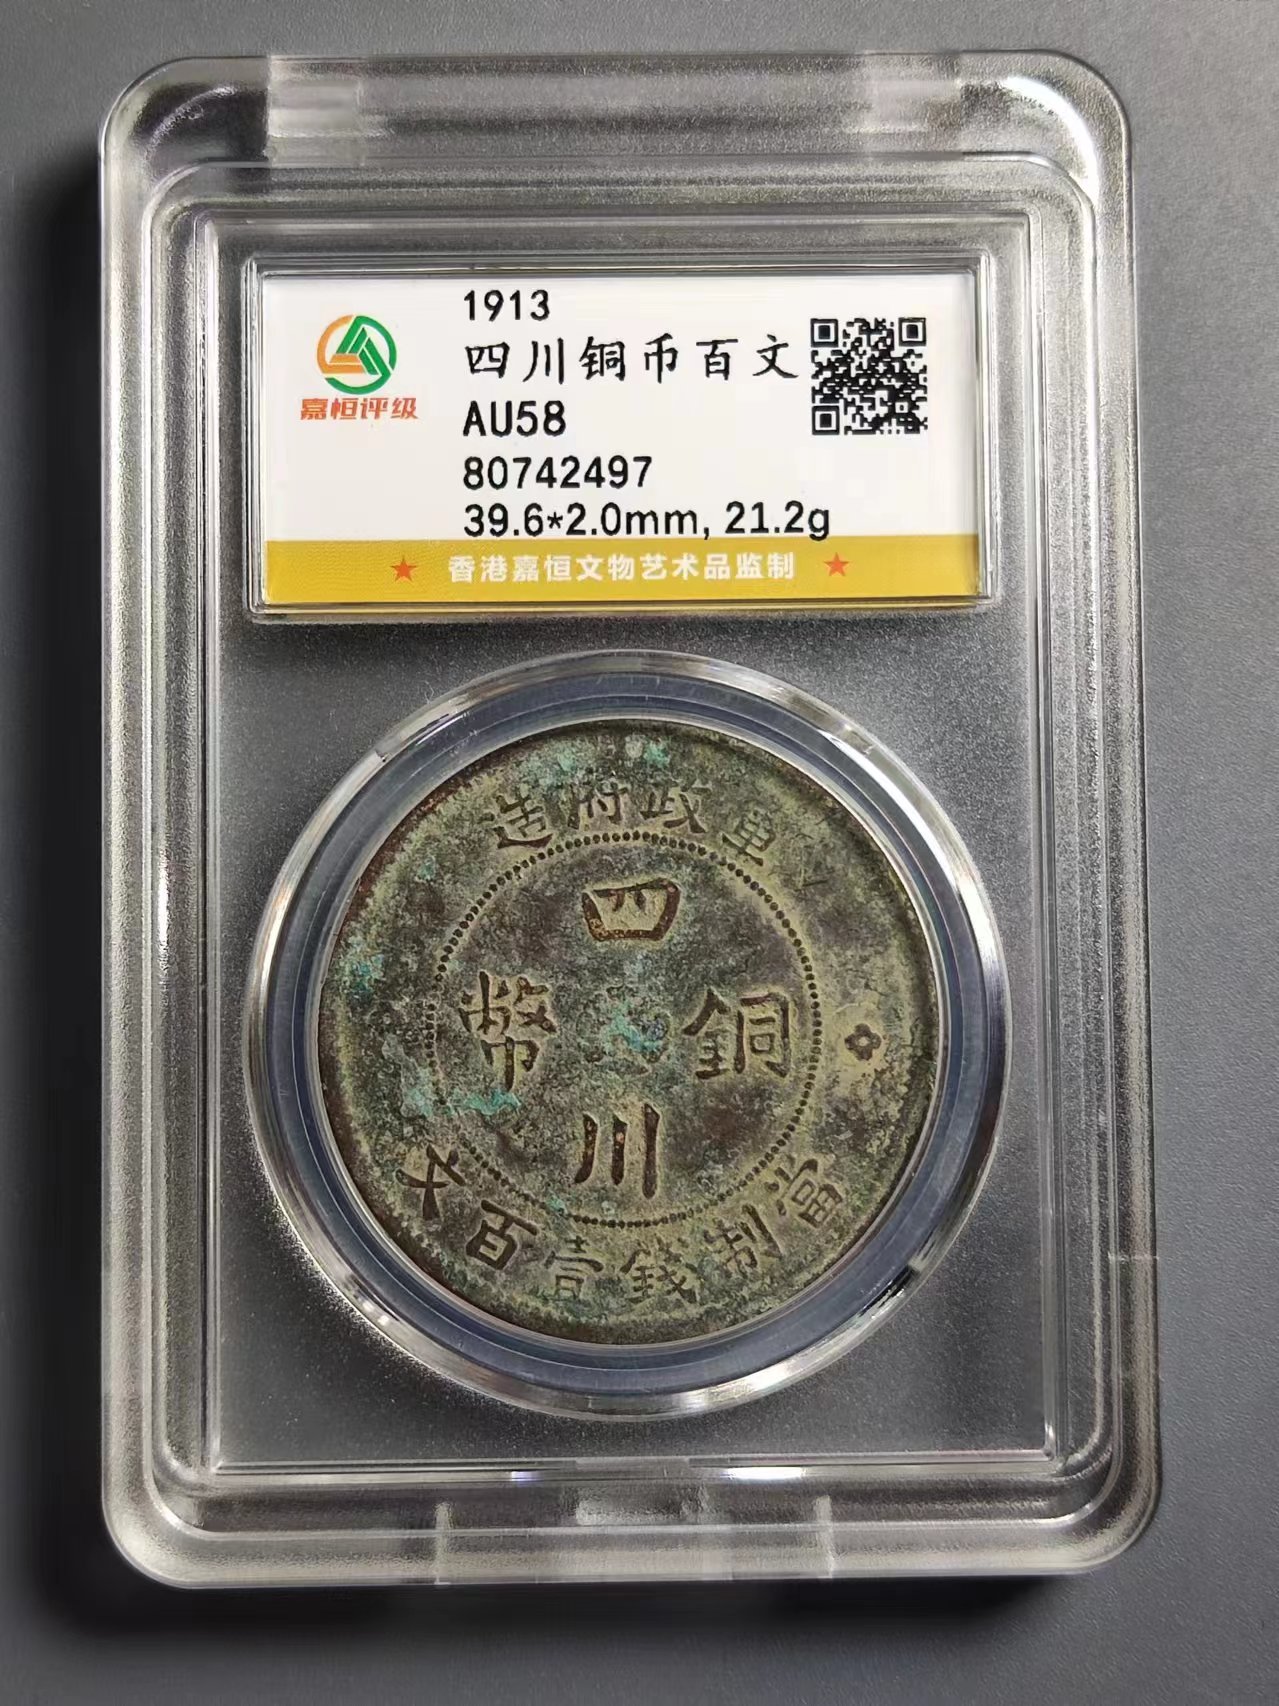 1913
四川铜币百文
AU58
嘉恒评级
80742497
39.6*2.0mm, 21.2g
★ 香港嘉恒文物艺术品监制 ★
造府政軍
四
幣 銅
川
文百壹錢制當